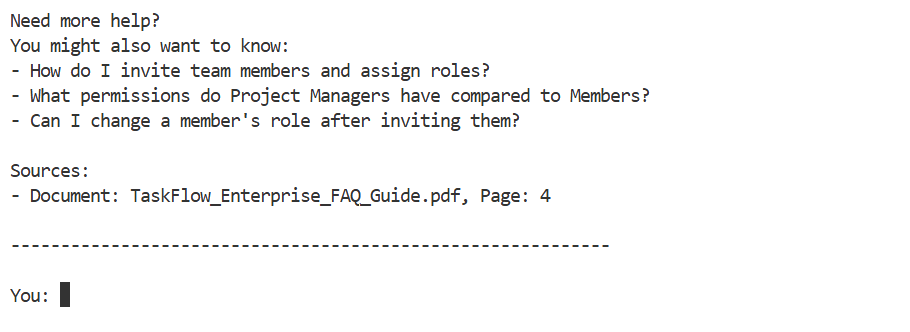 Need more help?
You might also want to know:
- How do I invite team members and assign roles?
- What permissions do Project Managers have compared to Members?
- Can I change a member's role after inviting them?
Sources:
- Document: TaskFlow_Enterprise_FAQ_Guide.pdf, Page: 4
------------------------------------------------------------
You: